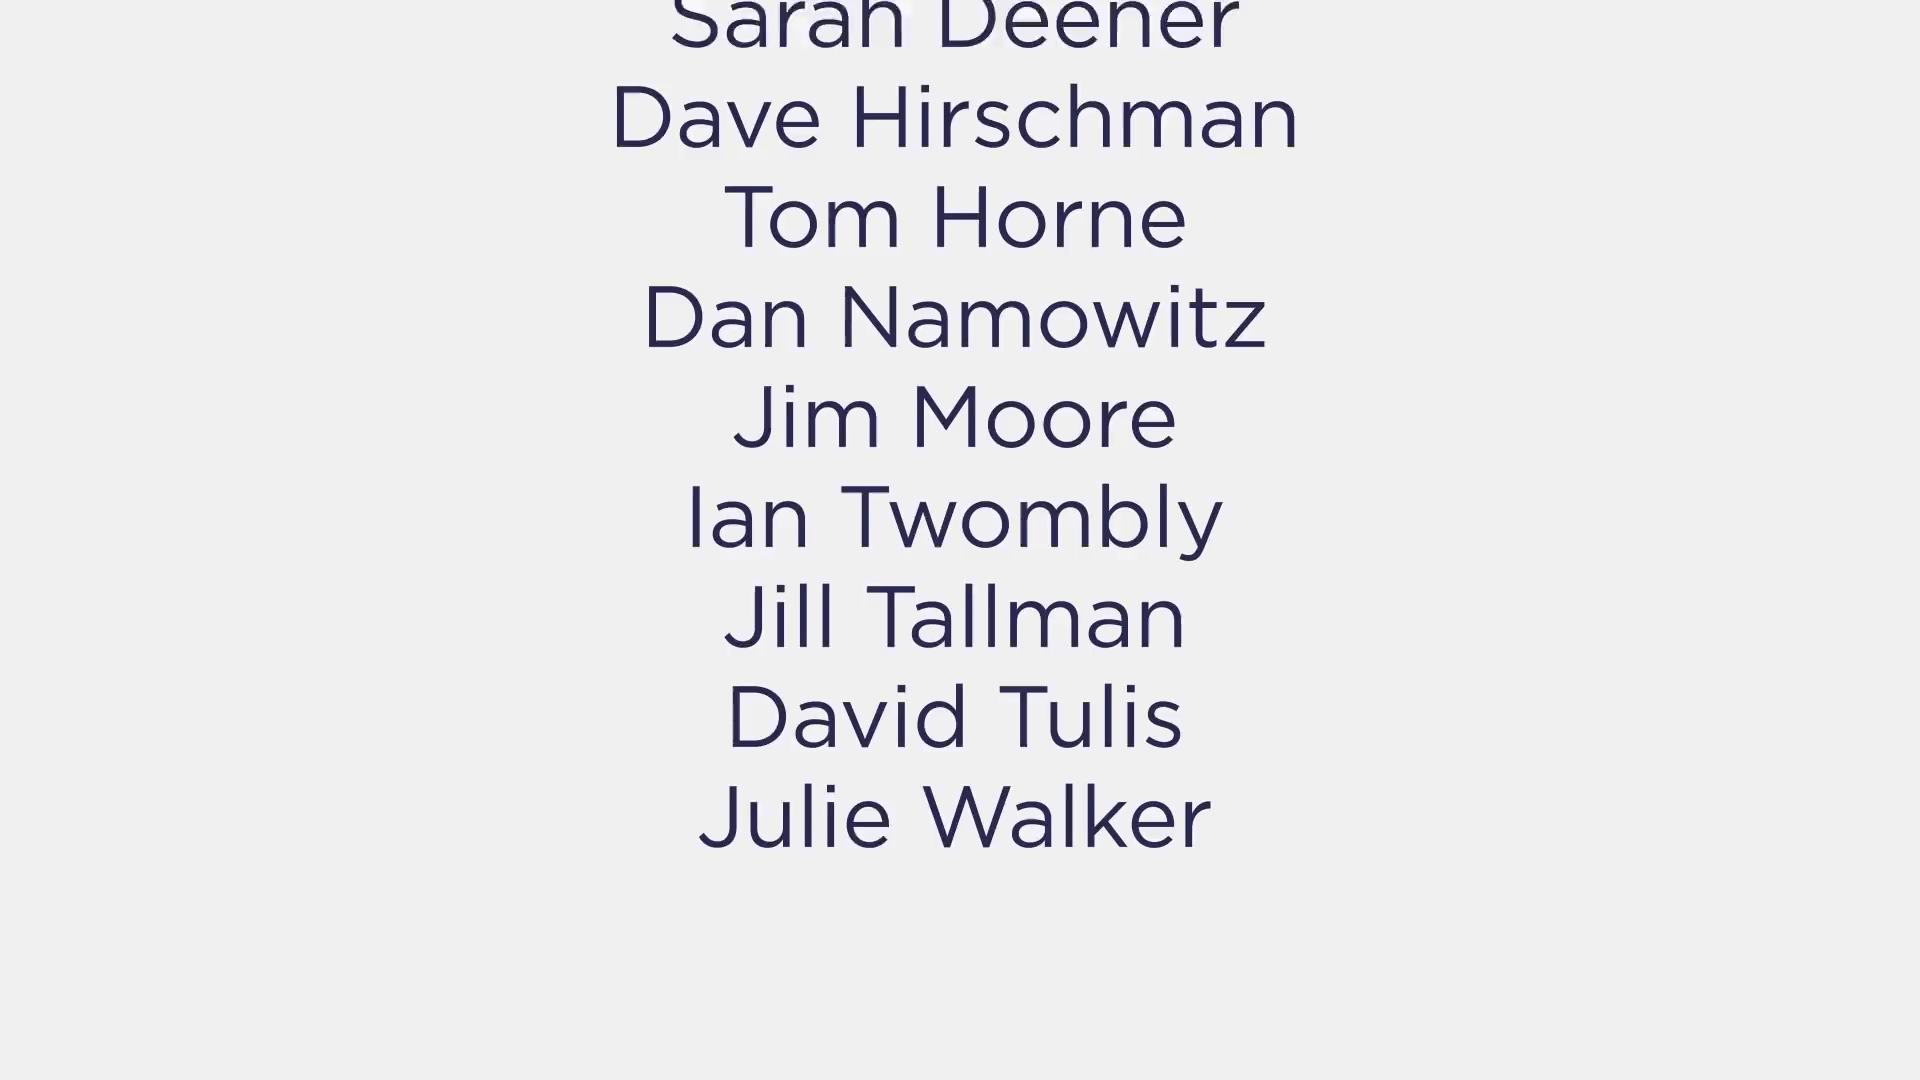 Sarah Deener
Dave Hirschman
Tom Horne
Dan Namowitz
Jim Moore
Ian Twombly
Jill Tallman
David Tulis
Julie Walker